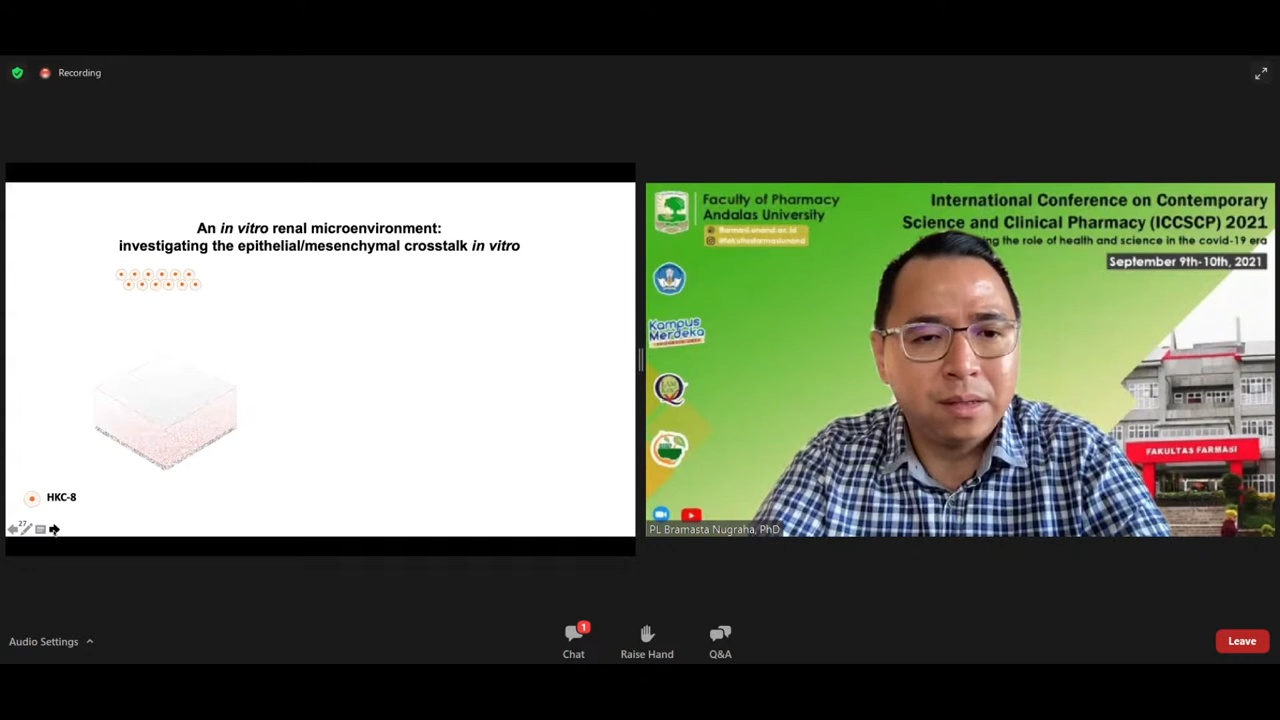 Recording
An in vitro renal microenvironment:
investigating the epithelial/mesenchymal crosstalk in vitro
HKC-8
27
Faculty of Pharmacy
Andalas University
International Conference on Contemporary
Science and Clinical Pharmacy (ICCSCP) 2021
ing the role of health and science in the covid-19 era
September 9th-10th, 2021
Kampus
Merdeka
FAKULTAS FARMASI
PL Bramasta Nugraha, PhD
Audio Settings
1
Chat
Raise Hand
Q&A
Leave